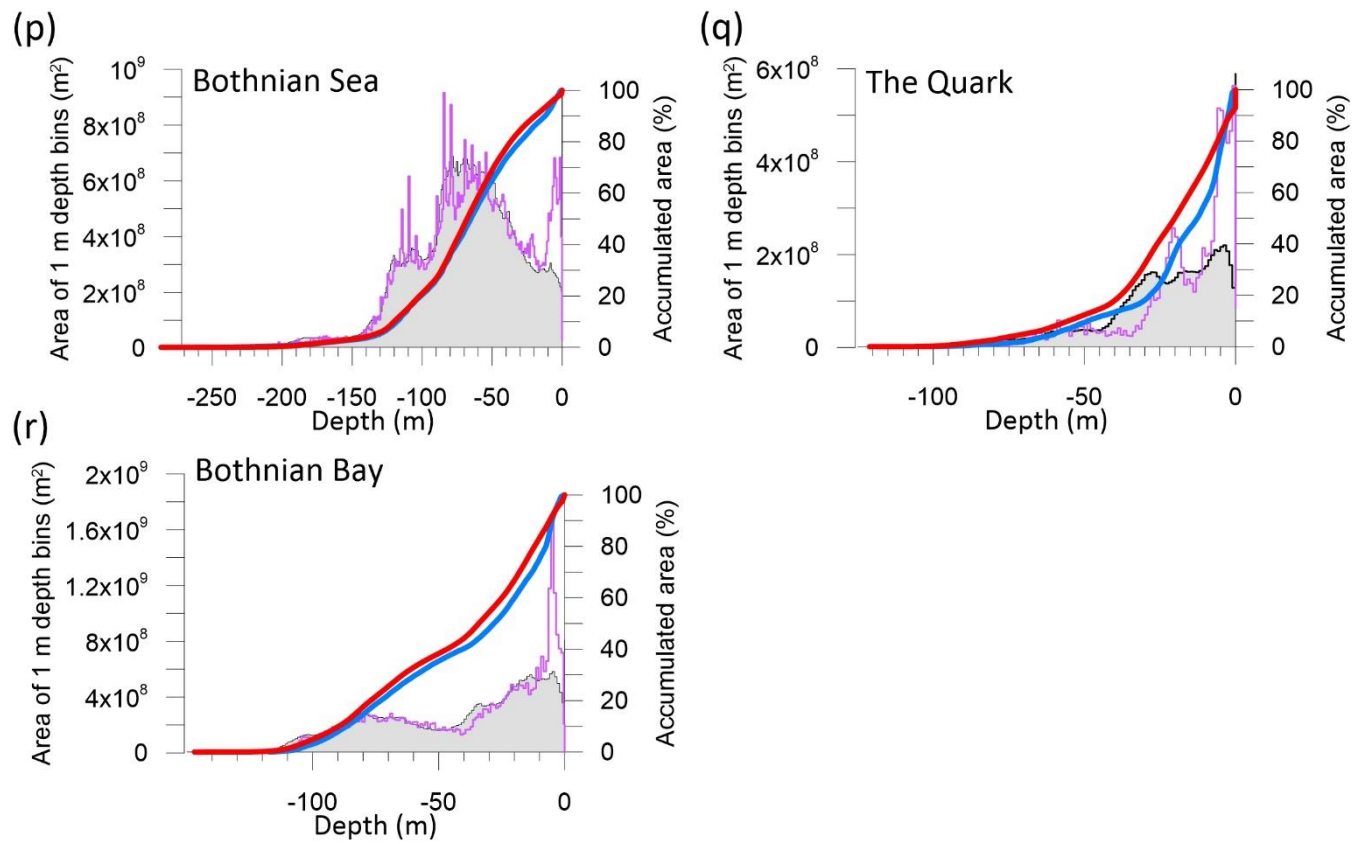 (p)
Bothnian Sea
Area of 1 m depth bins (m²)
10⁹
8x10⁸
6x10⁸
4x10⁸
2x10⁸
0
100
80
60
40
20
0
Accumulated area (%)
-250 -200 -150 -100 -50 0
Depth (m)
(q)
The Quark
Area of 1 m depth bins (m²)
6x10⁸
4x10⁸
2x10⁸
0
100
80
60
40
20
0
Accumulated area (%)
-100 -50 0
Depth (m)
(r)
Bothnian Bay
Area of 1 m depth bins (m²)
2x10⁹
1.6x10⁹
1.2x10⁹
8x10⁸
4x10⁸
0
100
80
60
40
20
0
Accumulated area (%)
-100 -50 0
Depth (m)